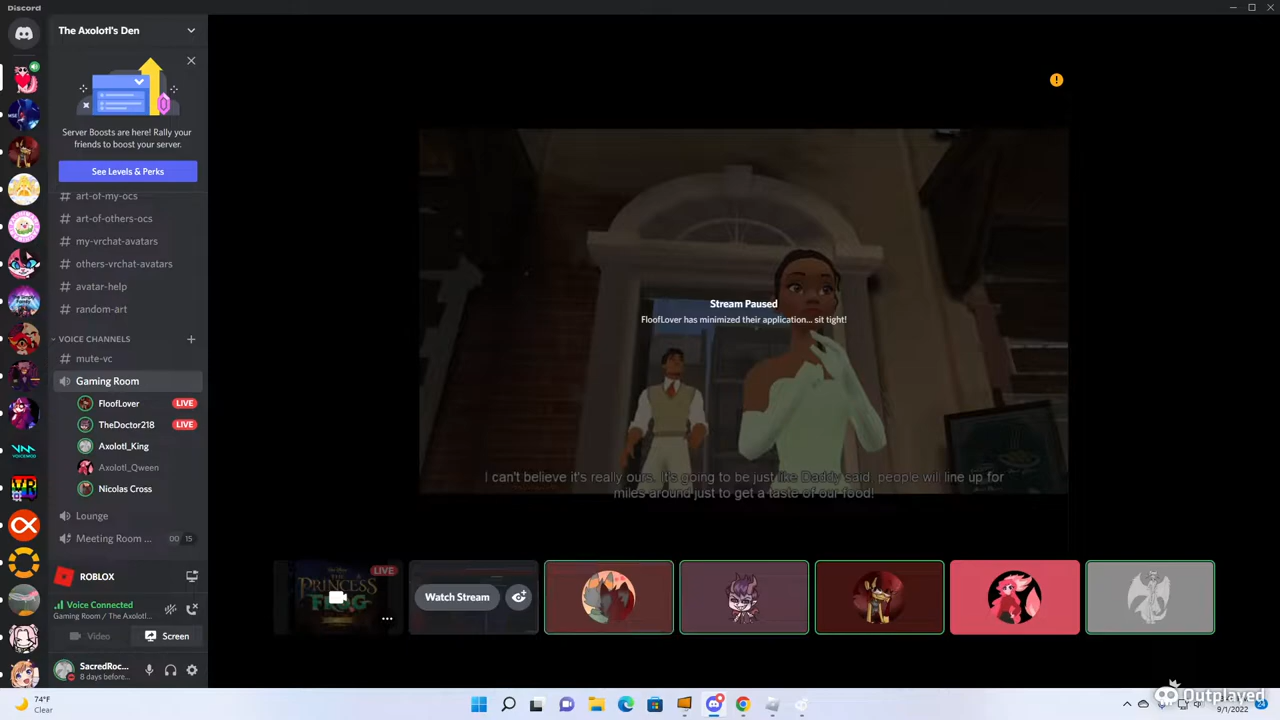 Discord
The Axolotl's Den
Server Boosts are here! Rally your
friends to boost your server.
See Levels & Perks
# art-of-my-ocs
# art-of-others-ocs
# my-vrchat-avatars
# others-vrchat-avatars
# avatar-help
# random-art
VOICE CHANNELS
mute-vc
Gaming Room
FloofLover LIVE
TheDoctor218 LIVE
Axolotl_King
Axolotl_Qween
Nicolas Cross
Lounge
Meeting Room ... 00 15
ROBLOX
Voice Connected
Gaming Room / The Axolotl...
Video Screen
SacredRoc...
8 days before...
Stream Paused
FloofLover has minimized their application... sit tight!
I can't believe it's really ours. It's going to be just like Daddy said, people will line up for
miles around just to get a taste of our food!
LIVE
THE
PRINCESS
FROG
Watch Stream
74°F
Clear
Outplayed
9/1/2022